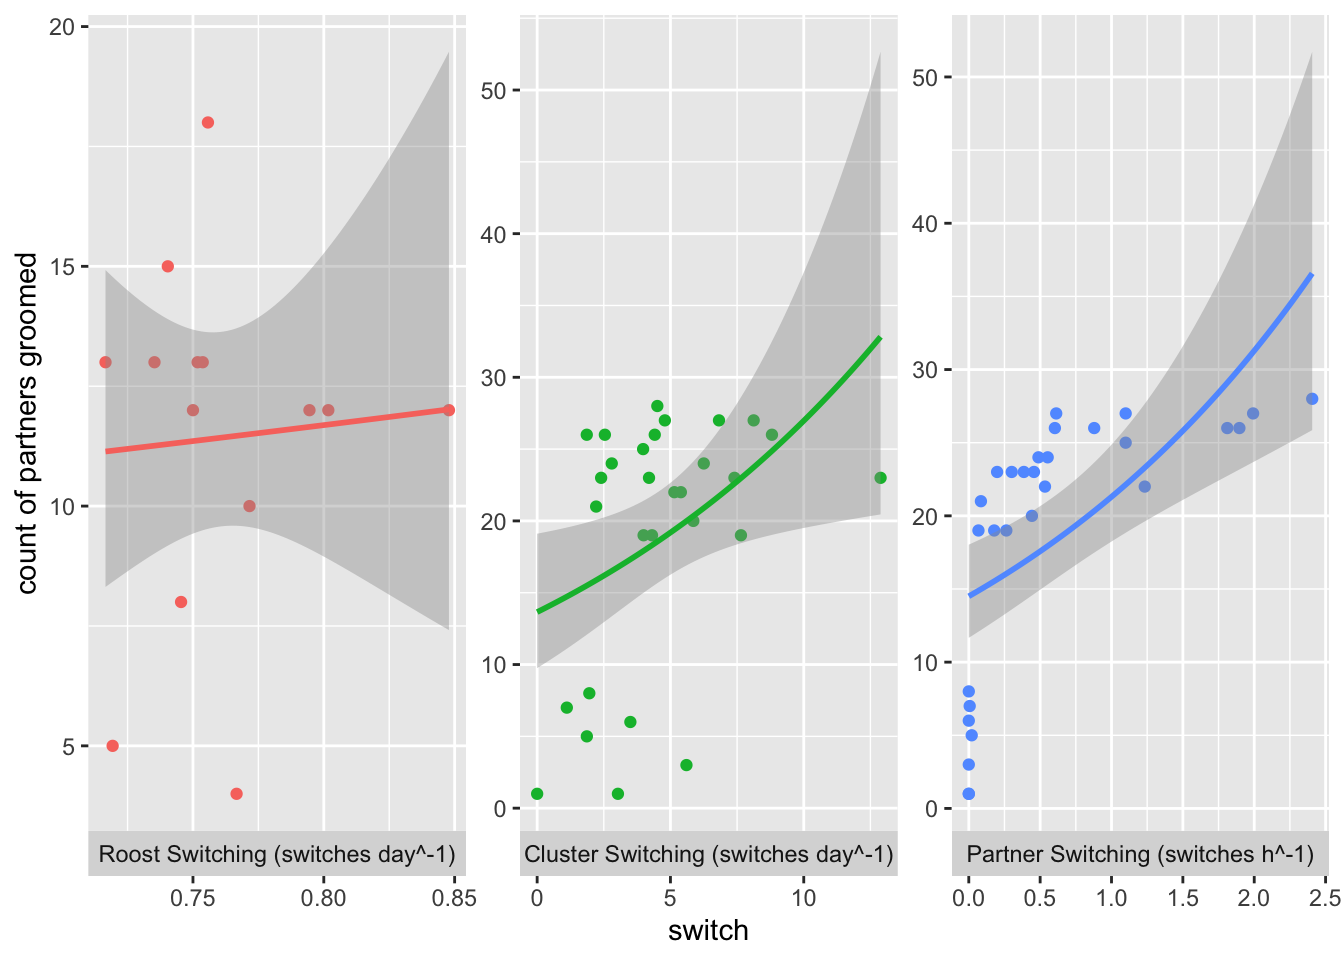 count of partners groomed
20
15
10
5
50
40
30
20
10
0
50
40
30
20
10
0
Roost Switching (switches day^-1)
Cluster Switching (switches day^-1)
Partner Switching (switches h^-1)
0.75 0.80 0.85
0 5 10
0.0 0.5 1.0 1.5 2.0 2.5
switch